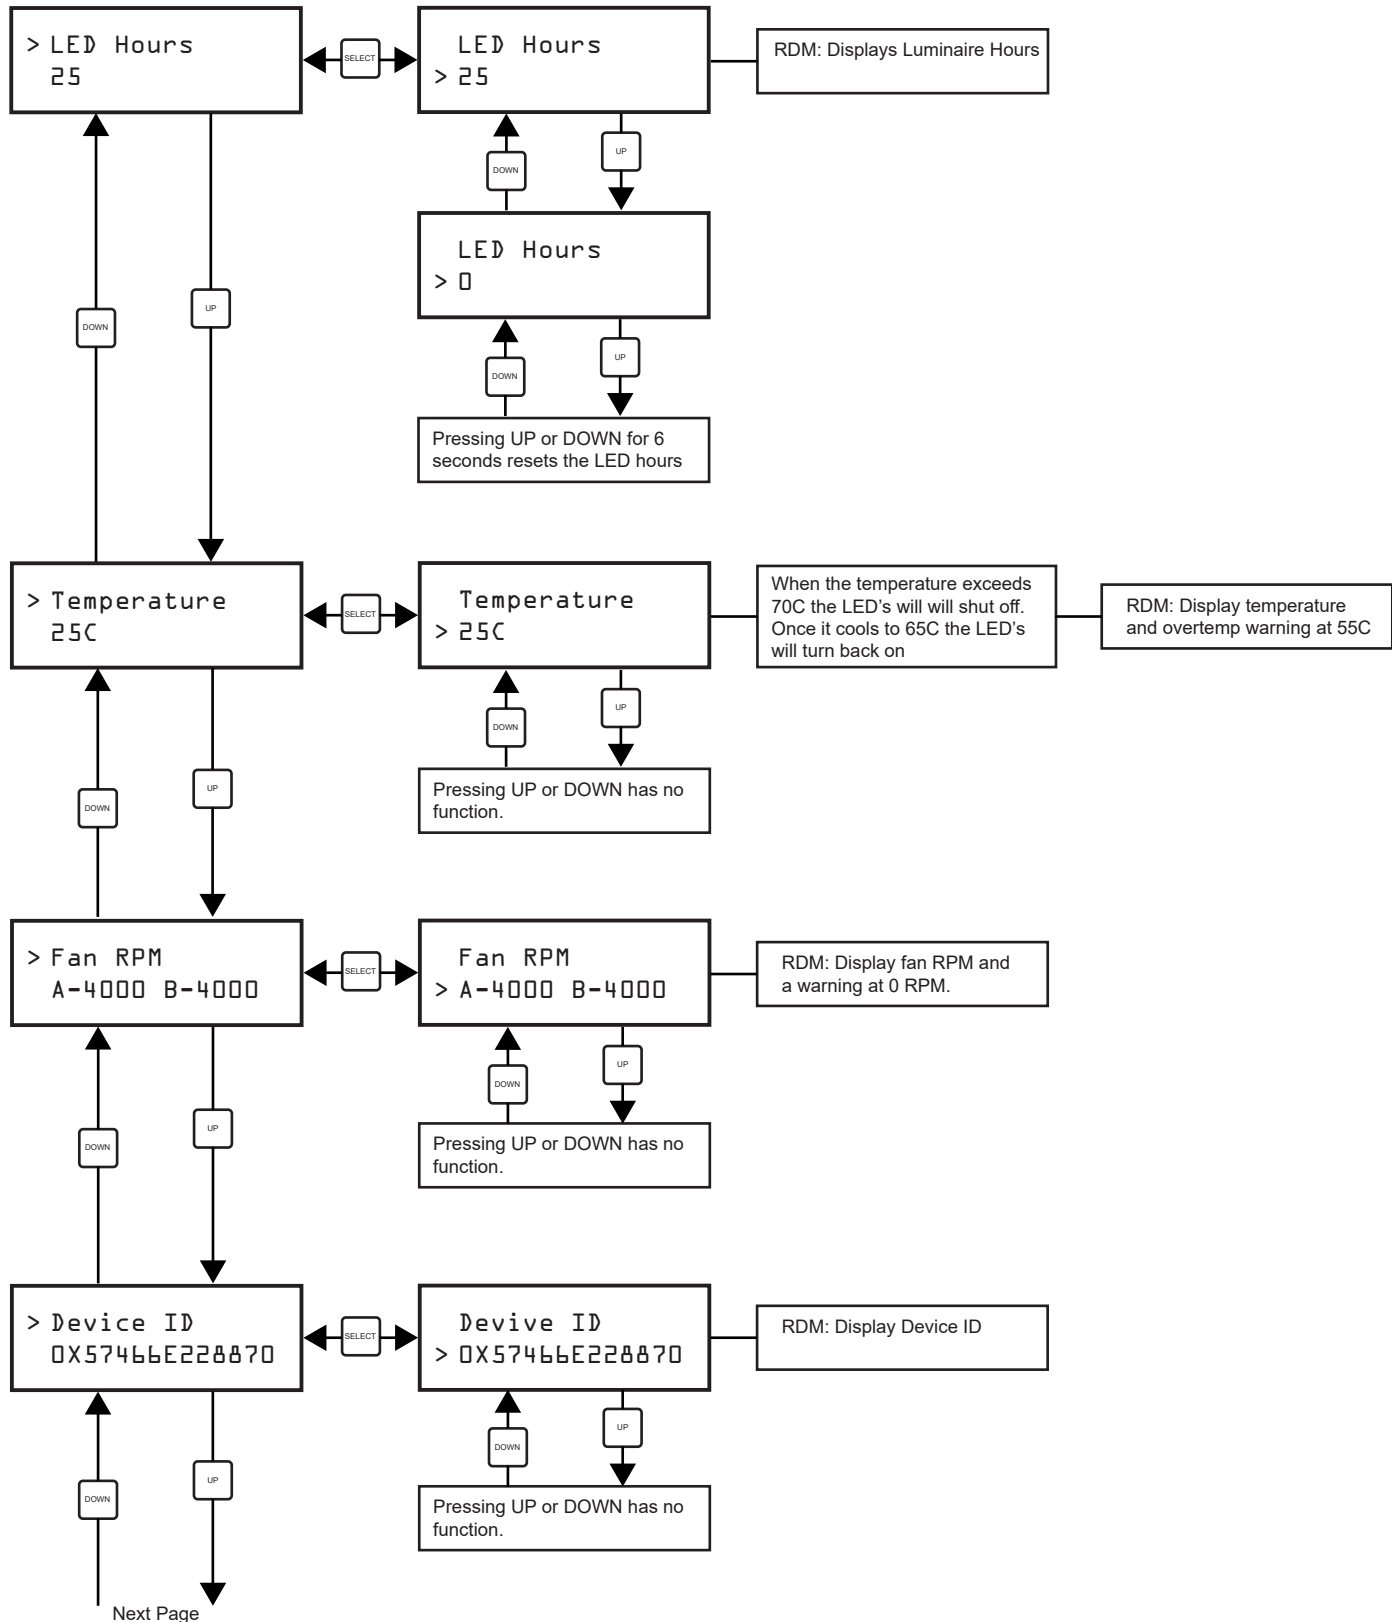 > LED Hours
25
SELECT
LED Hours
> 25
RDM: Displays Luminaire Hours
DOWN
UP
LED Hours
> 0
DOWN
UP
DOWN
UP
Pressing UP or DOWN for 6
seconds resets the LED hours
> Temperature
25C
SELECT
Temperature
> 25C
When the temperature exceeds
70C the LED's will will shut off.
Once it cools to 65C the LED's
will turn back on
RDM: Display temperature
and overtemp warning at 55C
DOWN
UP
DOWN
UP
Pressing UP or DOWN has no
function.
> Fan RPM
A-4000 B-4000
SELECT
Fan RPM
> A-4000 B-4000
RDM: Display fan RPM and
a warning at 0 RPM.
DOWN
UP
DOWN
UP
Pressing UP or DOWN has no
function.
> Device ID
0X57466E228870
SELECT
Devive ID
> 0X57466E228870
RDM: Display Device ID
DOWN
UP
DOWN
UP
Pressing UP or DOWN has no
function.
Next Page